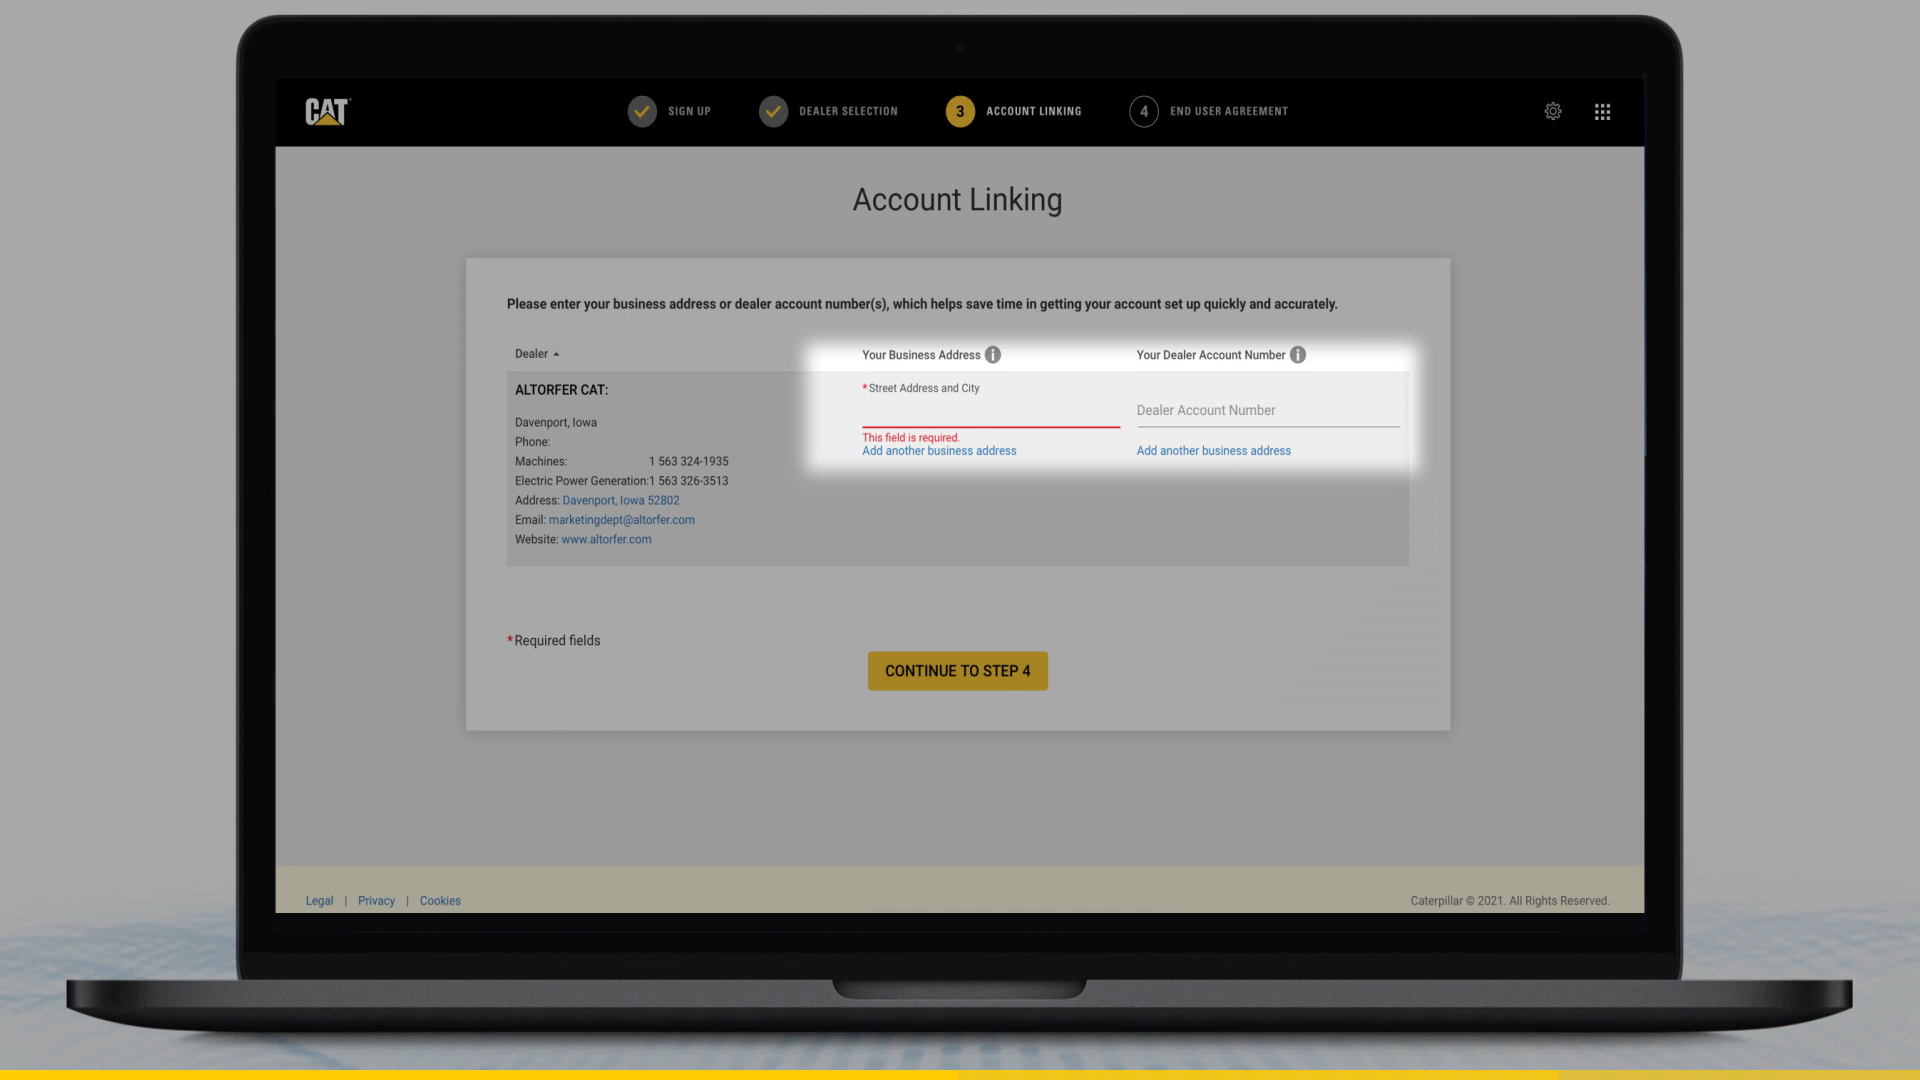 CAT
SIGN UP
DEALER SELECTION
3 ACCOUNT LINKING
4 END USER AGREEMENT
Account Linking
Please enter your business address or dealer account number(s), which helps save time in getting your account set up quickly and accurately.
Dealer
Your Business Address
Your Dealer Account Number
ALTORFER CAT:
Davenport, Iowa
Phone:
Machines: 1 563 324-1935
Electric Power Generation:1 563 326-3513
Address: Davenport, Iowa 52802
Email: marketingdept@altorfer.com
Website: www.altorfer.com
*Street Address and City
This field is required.
Add another business address
Dealer Account Number
Add another business address
*Required fields
CONTINUE TO STEP 4
Legal | Privacy | Cookies
Caterpillar © 2021. All Rights Reserved.